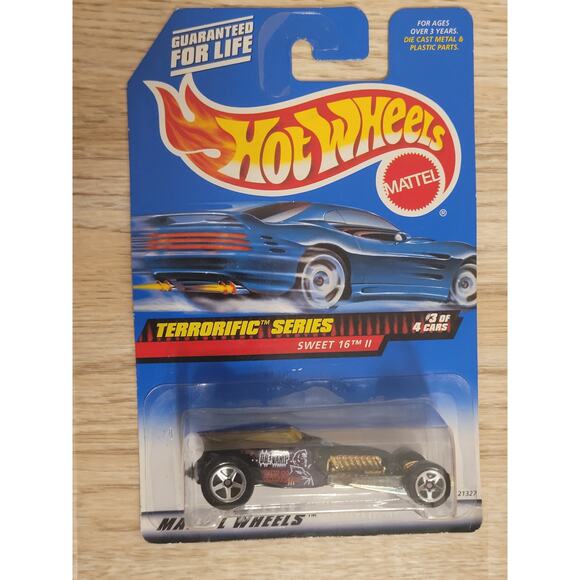 GUARANTEED
FOR LIFE
FOR AGES
OVER 3 YEARS.
DIE CAST METAL &
PLASTIC PARTS.
HOT WHEELS
MATTEL
®
TERRORIFIC™ SERIES
#3 OF
4 CARS
SWEET 16™ II
21327
WHEELS™